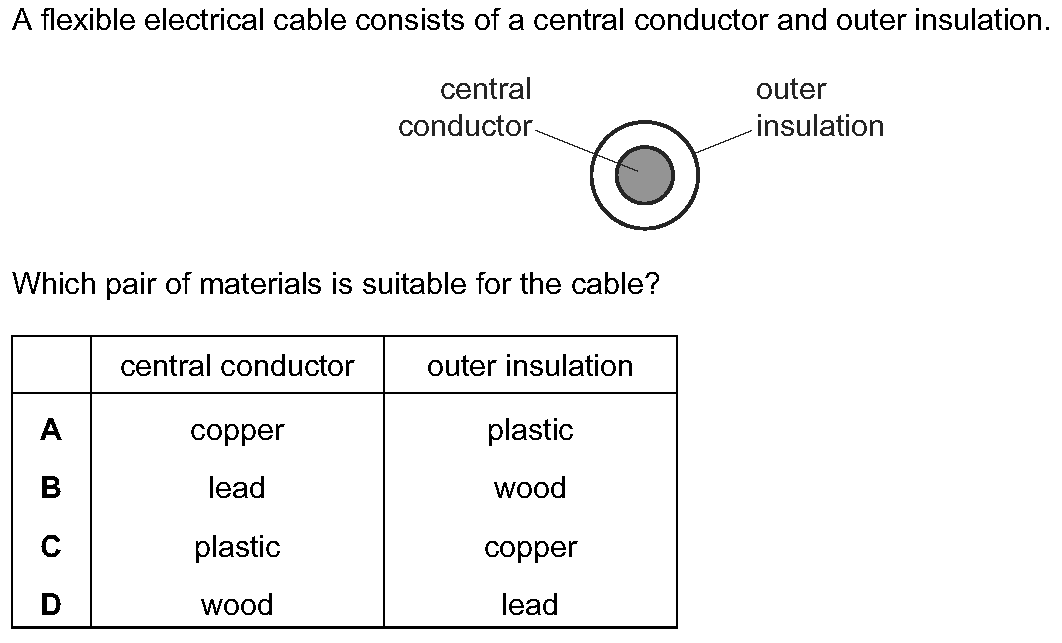 A flexible electrical cable consists of a central conductor and outer insulation.
central
conductor
outer
insulation
Which pair of materials is suitable for the cable?
central conductor outer insulation
A copper plastic
B lead wood
C plastic copper
D wood lead